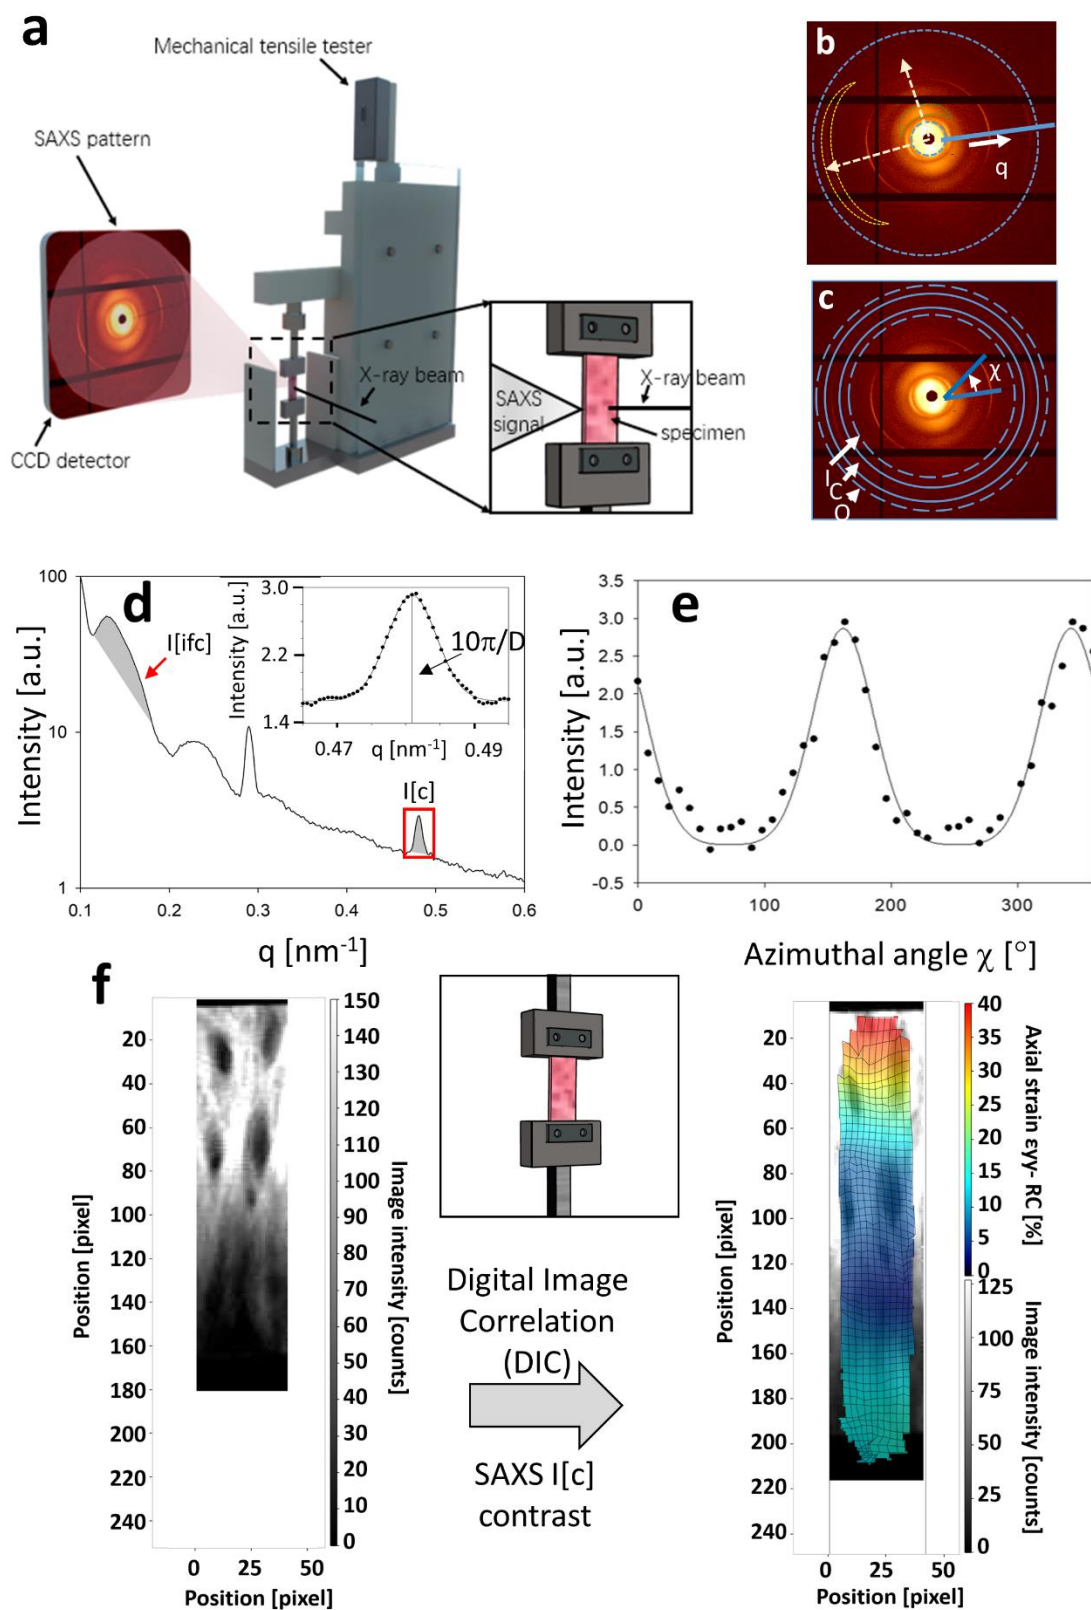 a
Mechanical tensile tester
SAXS pattern
X-ray beam
CCD detector
SAXS
signal
X-ray beam
specimen
b
q
c
χ
I
C
O
d
100
10
1
Intensity [a.u.]
I[ifc]
I[c]
0.1
0.2
0.3
0.4
0.5
0.6
q [nm-1]
3.0
2.2
1.4
Intensity [a.u.]
10π/D
0.47
0.49
q [nm-1]
e
3.5
3.0
2.5
2.0
1.5
1.0
0.5
0.0
-0.5
Intensity [a.u.]
0
100
200
300
Azimuthal angle χ [°]
f
20
40
60
80
100
120
140
160
180
200
220
240
Position [pixel]
0
25
50
Position [pixel]
150
140
130
120
110
100
90
80
70
60
50
40
30
20
10
0
Image intensity [counts]
Digital Image
Correlation
(DIC)
SAXS I[c]
contrast
20
40
60
80
100
120
140
160
180
200
220
240
Position [pixel]
0
25
50
Position [pixel]
40
35
30
25
20
15
10
5
0
Axial strain εyy- RC [%]
125
100
75
50
25
0
Image intensity [counts]